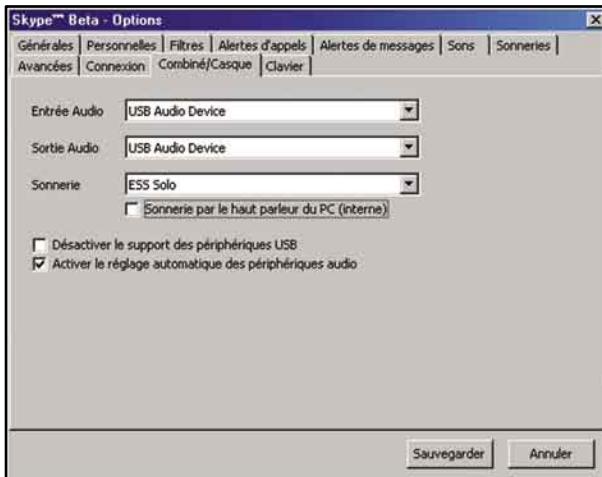 Skype™ Beta - Options
Générales Personnelles Filtres Alertes d'appels Alertes de messages Sons Sonneries
Avancées Connexion Combiné/Casque Clavier
Entrée Audio USB Audio Device
Sortie Audio USB Audio Device
Sonnerie ESS Solo
Sonnerie par le haut parleur du PC (interne)
Désactiver le support des périphériques USB
Activer le réglage automatique des périphériques audio
Sauvegarder Annuler